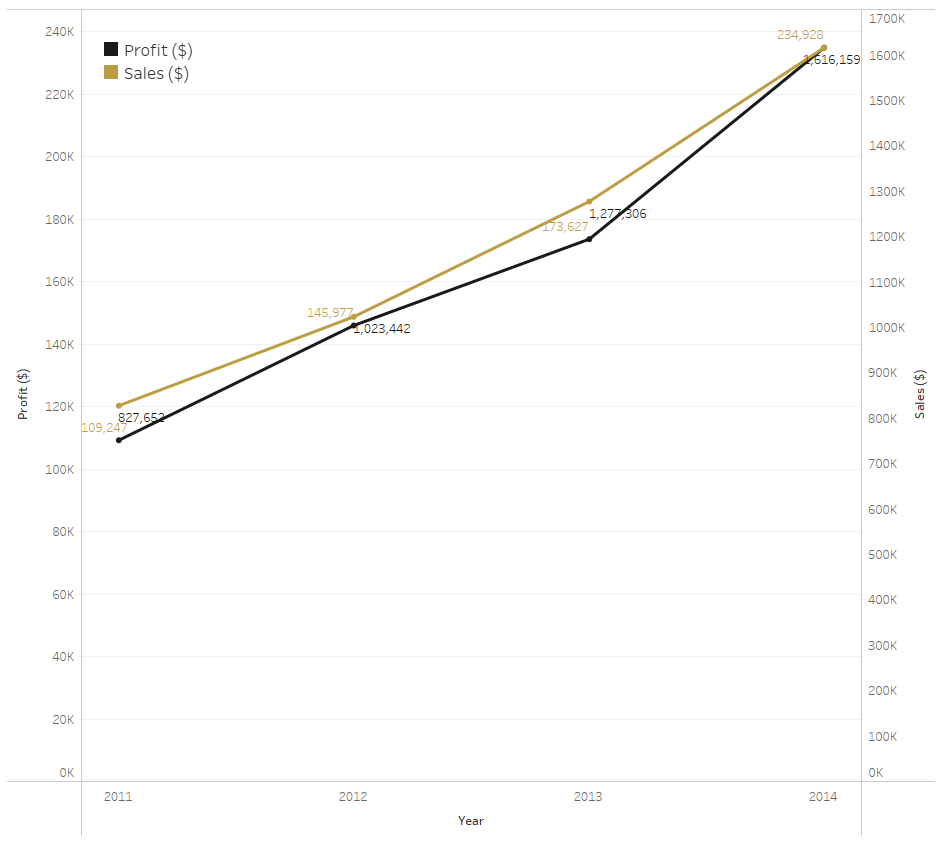 Profit ($)
Sales ($)
240K
220K
200K
180K
160K
140K
120K
100K
80K
60K
40K
20K
0K
Profit ($)
1700K
1600K
1500K
1400K
1300K
1200K
1100K
1000K
900K
800K
700K
600K
500K
400K
300K
200K
100K
0K
Sales ($)
234,928
1,616,159
1,277,306
173,627
145,977
1,023,442
827,652
109,247
2011
2012
2013
2014
Year